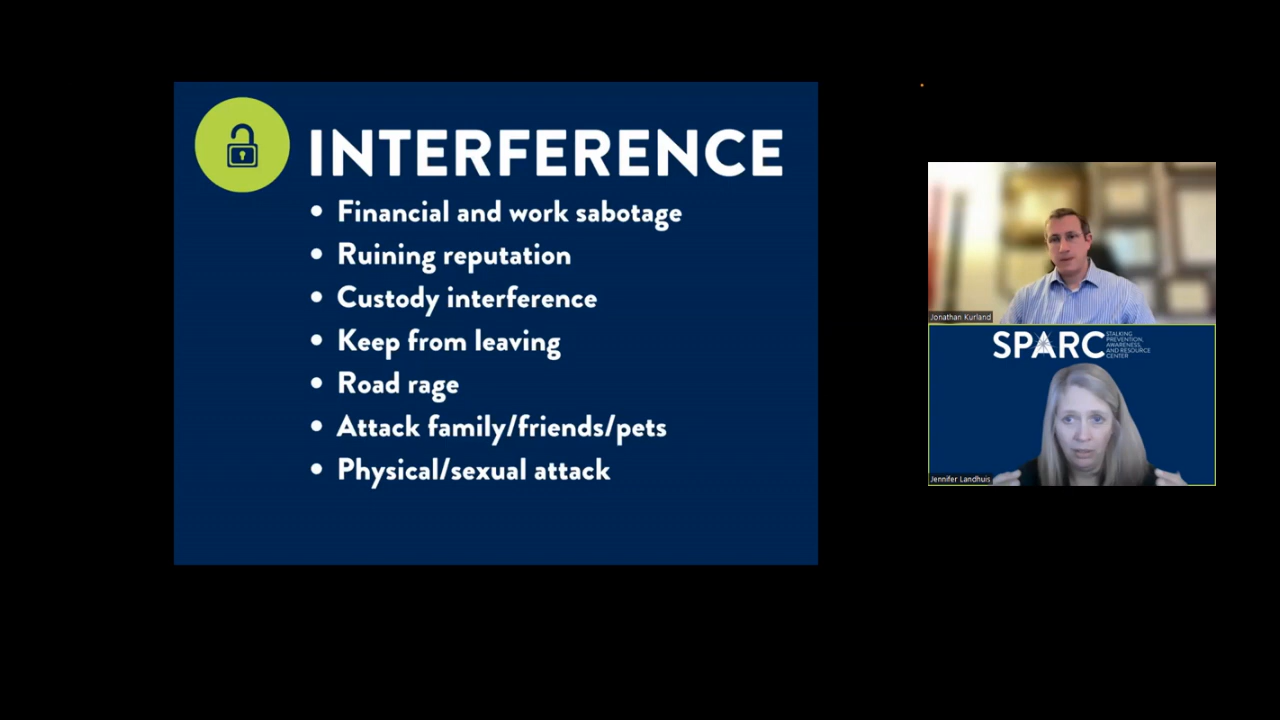 INTERFERENCE
• Financial and work sabotage
• Ruining reputation
• Custody interference
• Keep from leaving
• Road rage
• Attack family/friends/pets
• Physical/sexual attack
Jonathan Kurland
SPARC
STALKING
PREVENTION,
AWARENESS,
AND RESOURCE
CENTER
Jennifer Landhuis